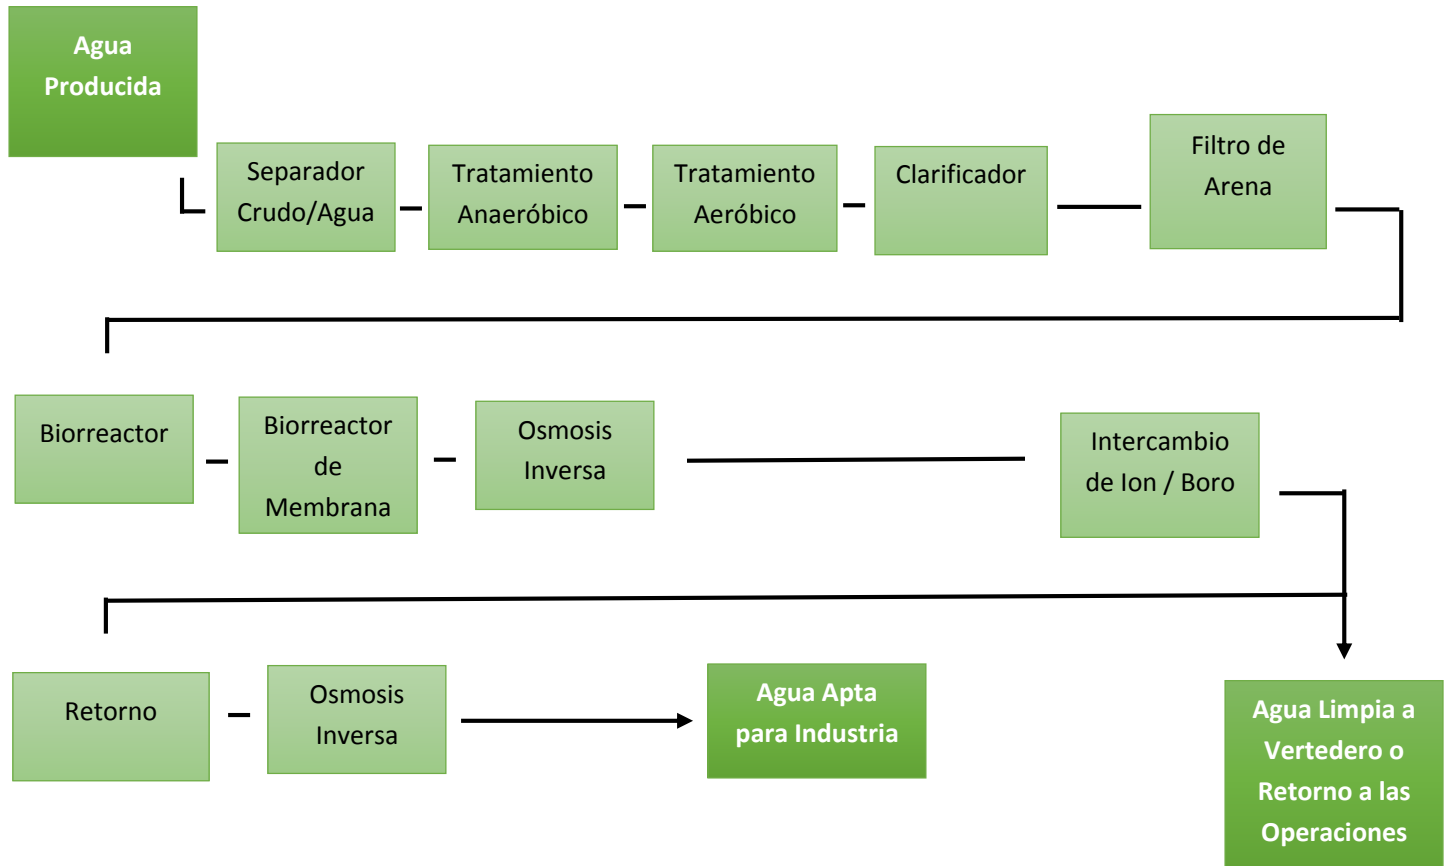 Agua
Producida
Separador
Crudo/Agua
Tratamiento
Anaeróbico
Tratamiento
Aeróbico
Clarificador
Filtro de
Arena
Biorreactor
Biorreactor
de
Membrana
Osmosis
Inversa
Intercambio
de Ion / Boro
Retorno
Osmosis
Inversa
Agua Apta
para Industria
Agua Limpia a
Vertedero o
Retorno a las
Operaciones